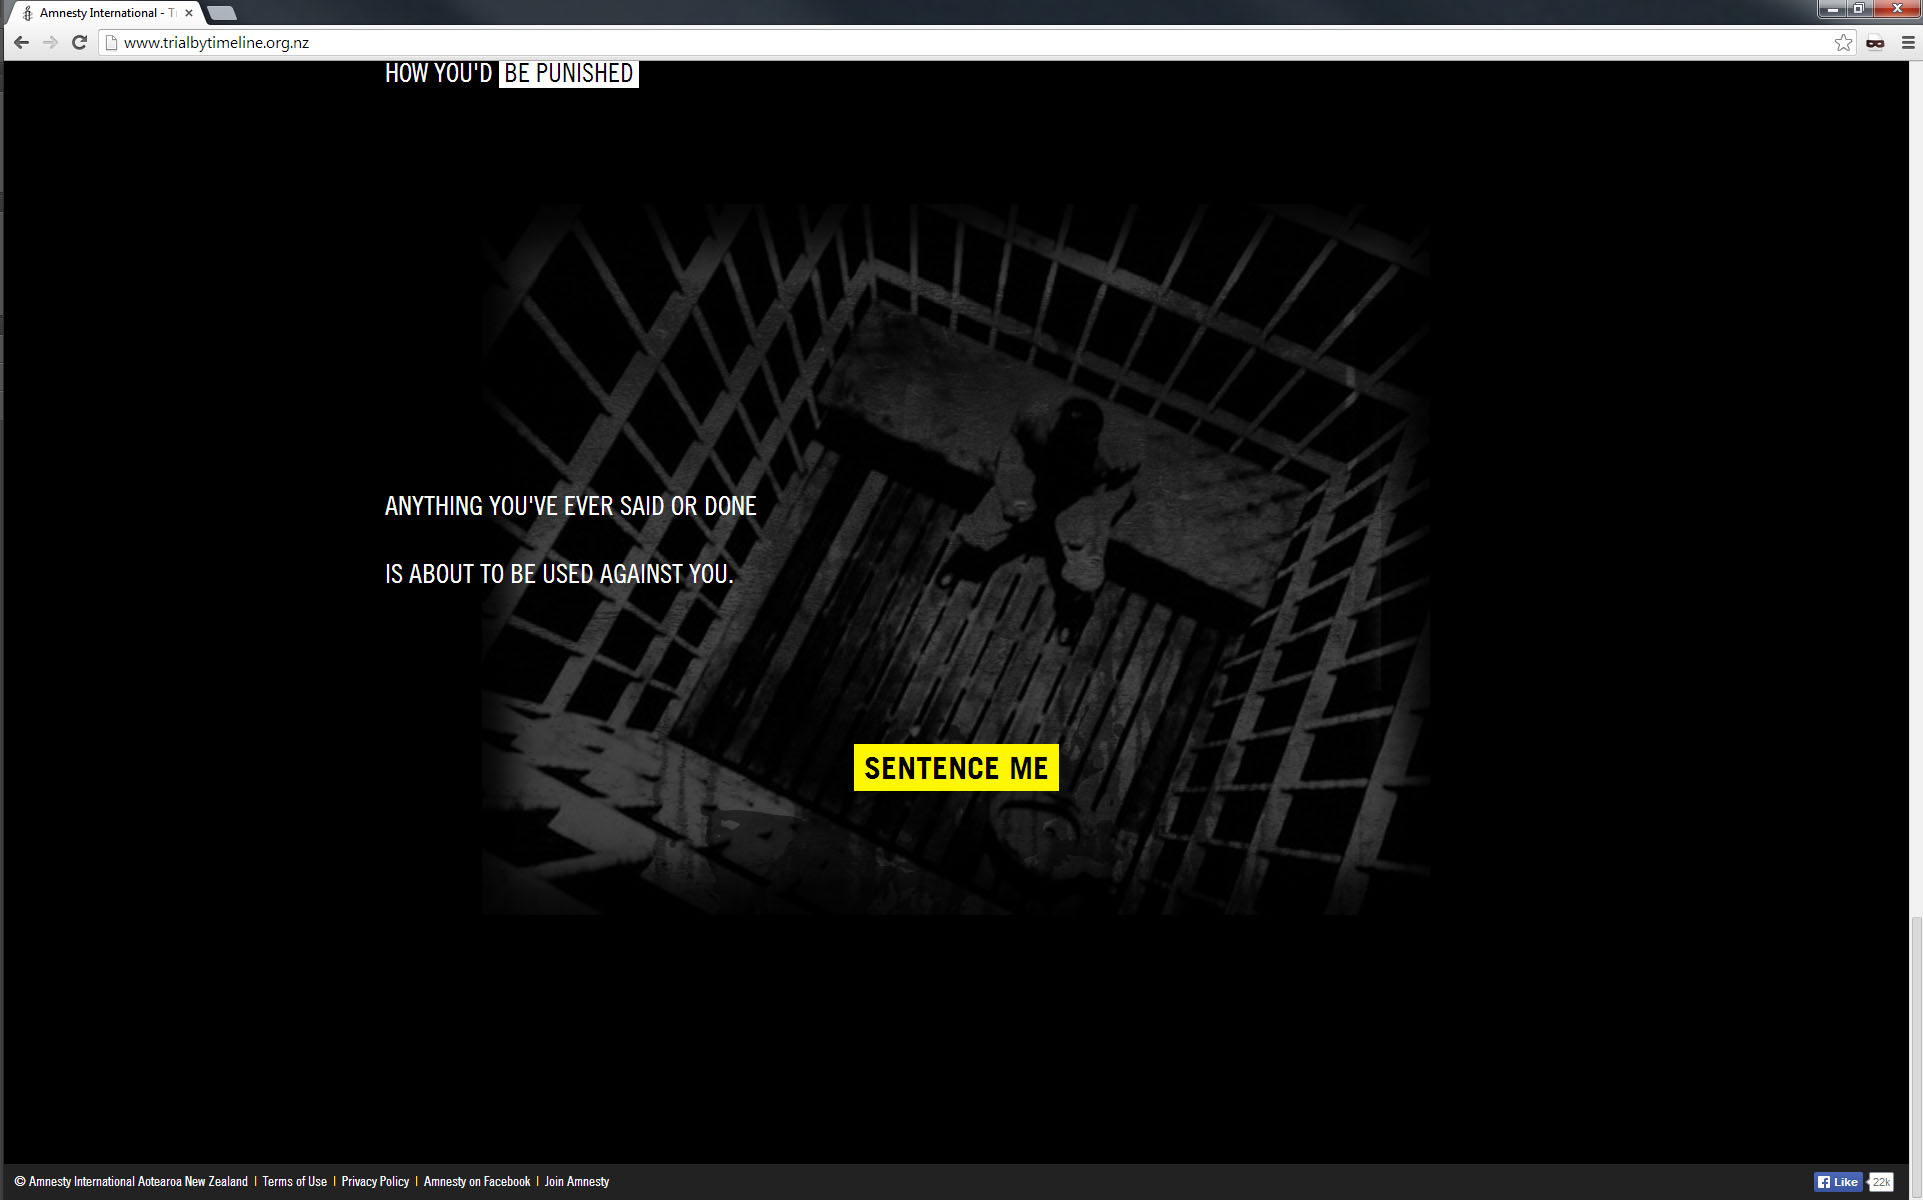 Amnesty International - T
www.trialbytimeline.org.nz
HOW YOU'D BE PUNISHED
ANYTHING YOU'VE EVER SAID OR DONE
IS ABOUT TO BE USED AGAINST YOU.
SENTENCE ME
© Amnesty International Aotearoa New Zealand | Terms of Use | Privacy Policy | Amnesty on Facebook | Join Amnesty
Like 22k